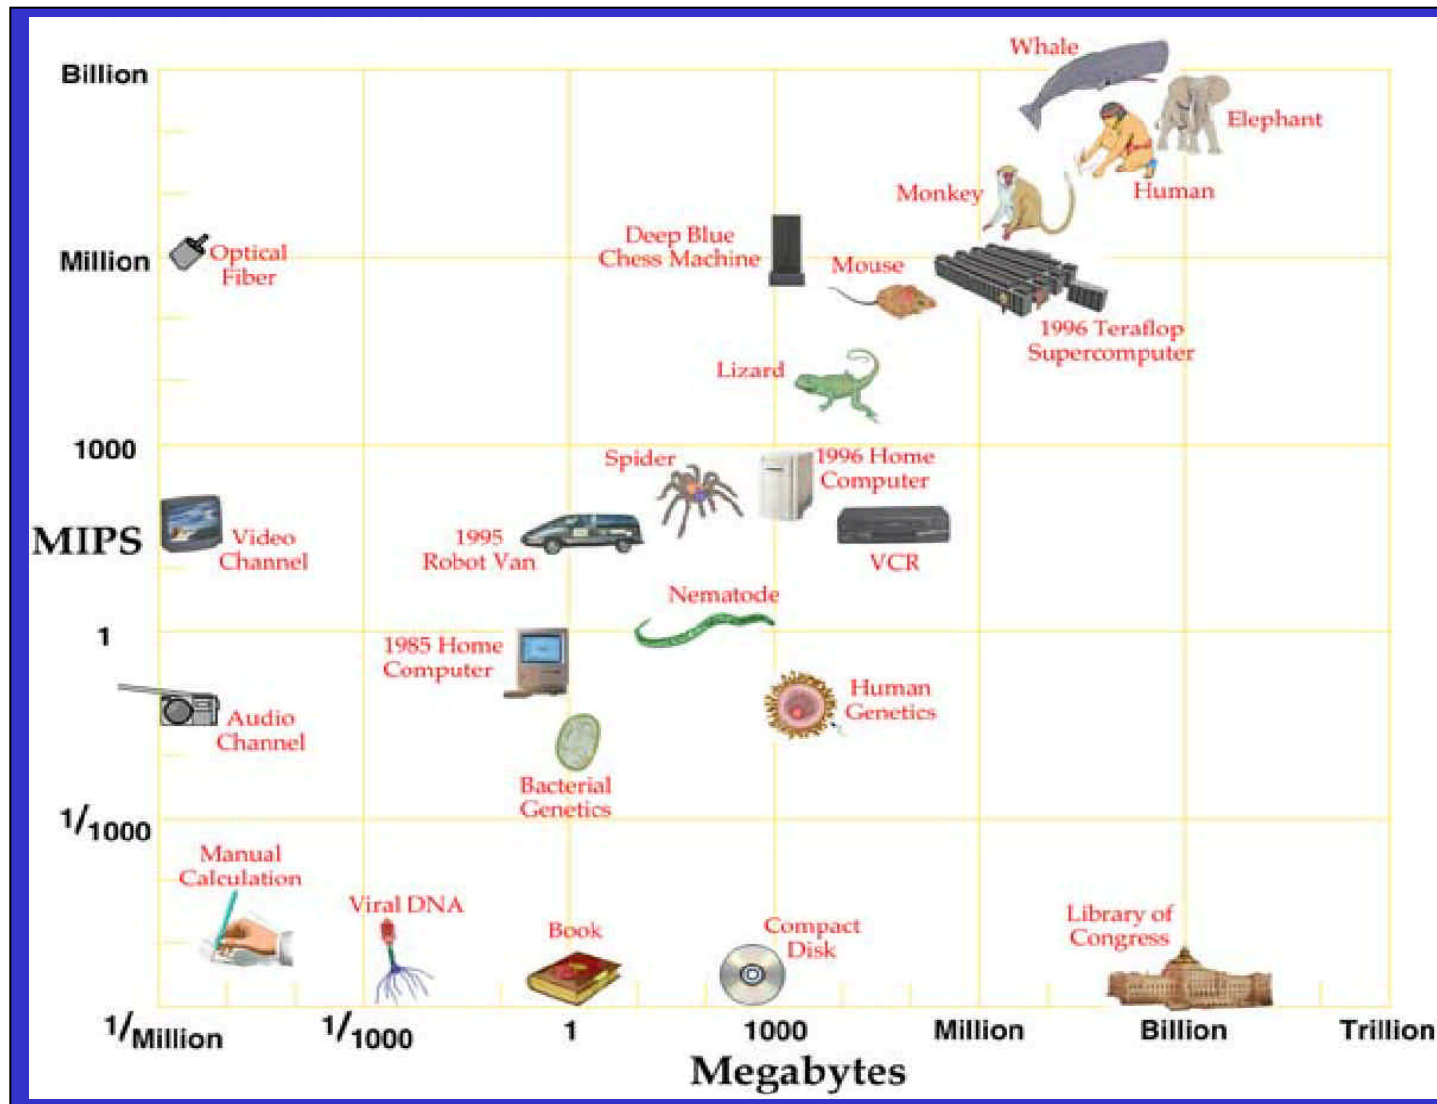 Whale
Billion
Elephant
Monkey
Human
Deep Blue
Chess Machine
Optical
Fiber
Million
Mouse
1996 Teraflop
Supercomputer
Lizard
1000
Spider
1996 Home
Computer
MIPS
Video
Channel
1995
Robot Van
VCR
Nematode
1
1985 Home
Computer
Human
Genetics
Audio
Channel
Bacterial
Genetics
1/1000
Manual
Calculation
Viral DNA
Book
Compact
Disk
Library of
Congress
1/Million
1/1000
1
1000
Million
Billion
Trillion
Megabytes